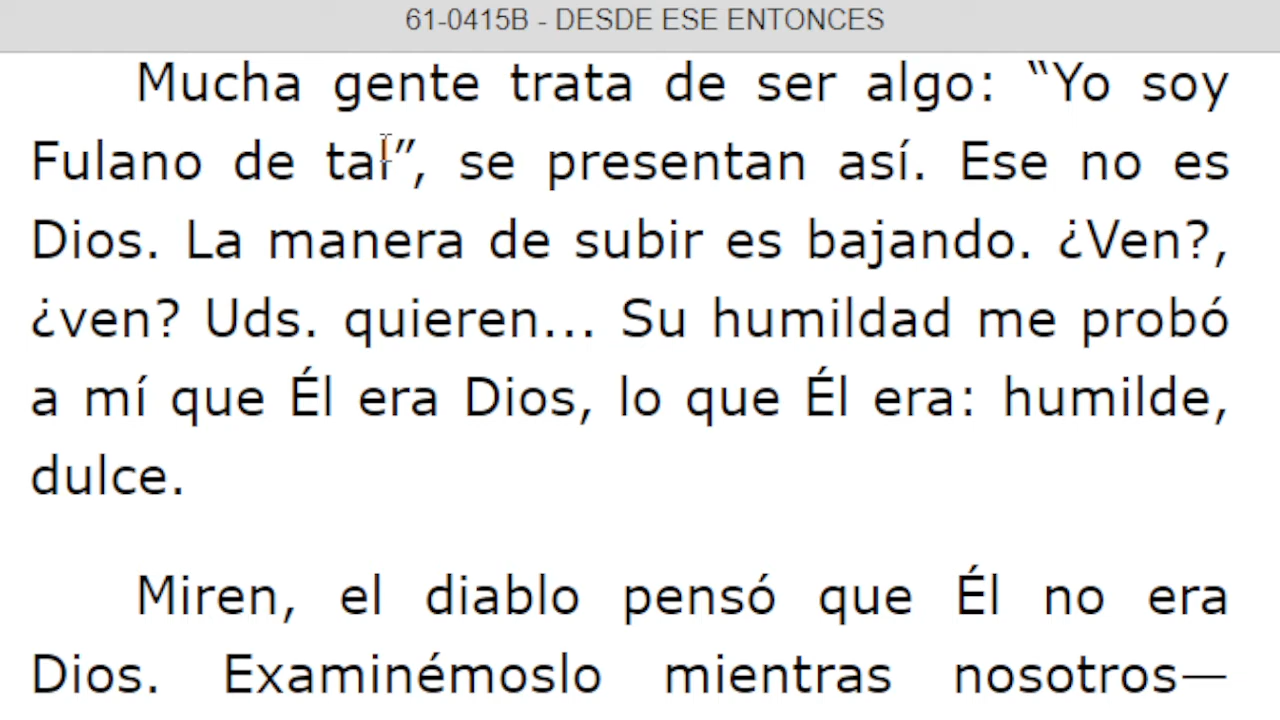 61-0415B - DESDE ESE ENTONCES
Mucha gente trata de ser algo: “Yo soy
Fulano de tal”, se presentan así. Ese no es
Dios. La manera de subir es bajando. ¿Ven?,
¿ven? Uds. quieren... Su humildad me probó
a mí que Él era Dios, lo que Él era: humilde,
dulce.
Miren, el diablo pensó que Él no era
Dios. Examinémoslo mientras nosotros—